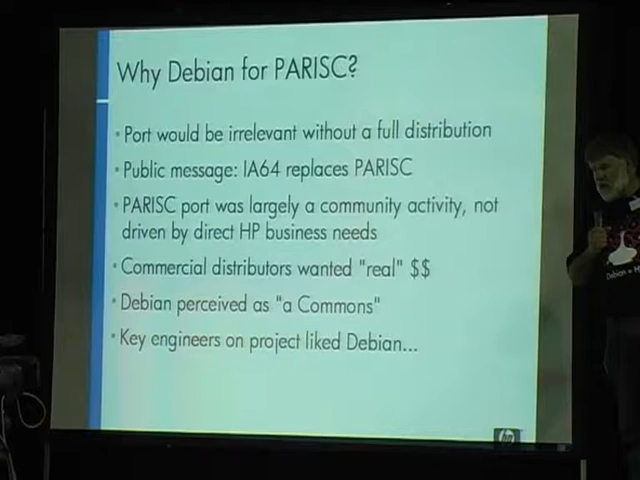 Why Debian for PARISC?
• Port would be irrelevant without a full distribution
• Public message: IA64 replaces PARISC
• PARISC port was largely a community activity, not
driven by direct HP business needs
• Commercial distributors wanted "real" $$
• Debian perceived as "a Commons"
• Key engineers on project liked Debian...
hp
Debian